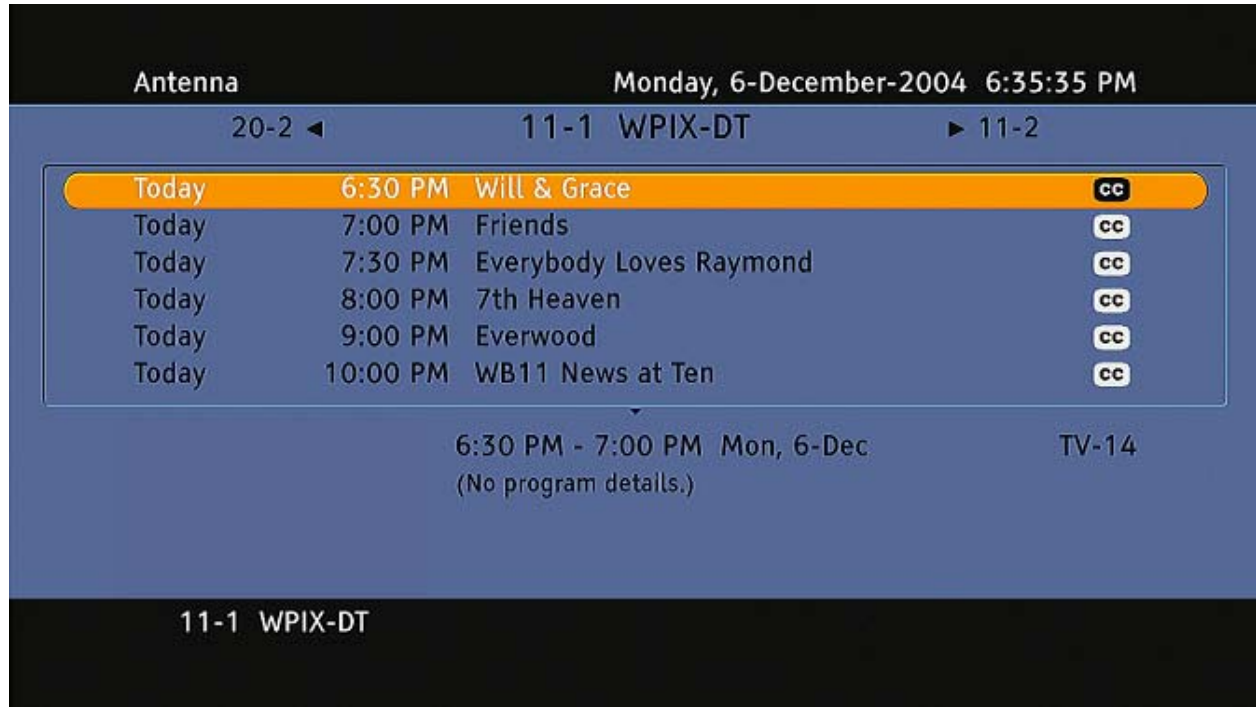 Antenna Monday, 6-December-2004 6:35:35 PM
20-2 ◄ 11-1 WPIX-DT ► 11-2
Today 6:30 PM Will & Grace CC
Today 7:00 PM Friends CC
Today 7:30 PM Everybody Loves Raymond CC
Today 8:00 PM 7th Heaven CC
Today 9:00 PM Everwood CC
Today 10:00 PM WB11 News at Ten CC
6:30 PM - 7:00 PM Mon, 6-Dec TV-14
(No program details.)
11-1 WPIX-DT